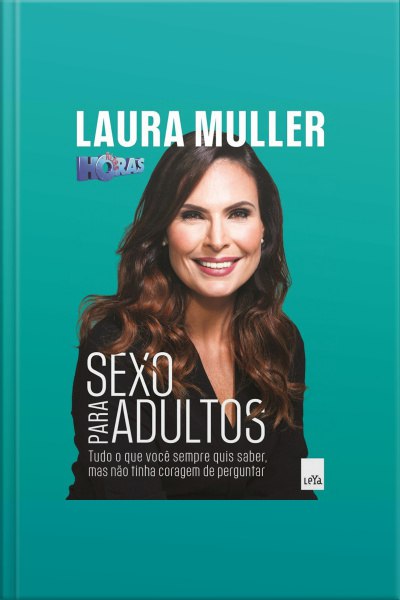 LAURA MULLER
HORAS
SEXO
PARA
ADULTOS
Tudo o que você sempre quis saber,
mas não tinha coragem de perguntar
LeYa